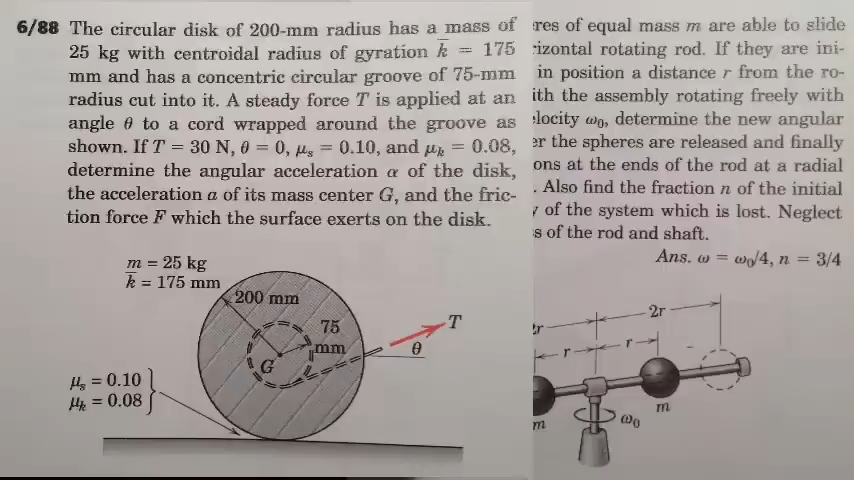 6/88 The circular disk of 200-mm radius has a mass of
25 kg with centroidal radius of gyration k̅ = 175
mm and has a concentric circular groove of 75-mm
radius cut into it. A steady force T is applied at an
angle θ to a cord wrapped around the groove as
shown. If T = 30 N, θ = 0, μs = 0.10, and μk = 0.08,
determine the angular acceleration α of the disk,
the acceleration a of its mass center G, and the fric-
tion force F which the surface exerts on the disk.
m = 25 kg
k̅ = 175 mm
200 mm
75
mm
G
T
θ
μs = 0.10
μk = 0.08
res of equal mass m are able to slide
rizontal rotating rod. If they are ini-
in position a distance r from the ro-
ith the assembly rotating freely with
locity ω0, determine the new angular
er the spheres are released and finally
ons at the ends of the rod at a radial
. Also find the fraction n of the initial
y of the system which is lost. Neglect
s of the rod and shaft.
Ans. ω = ω0/4, n = 3/4
2r
2r
r
r
m
m
ω0